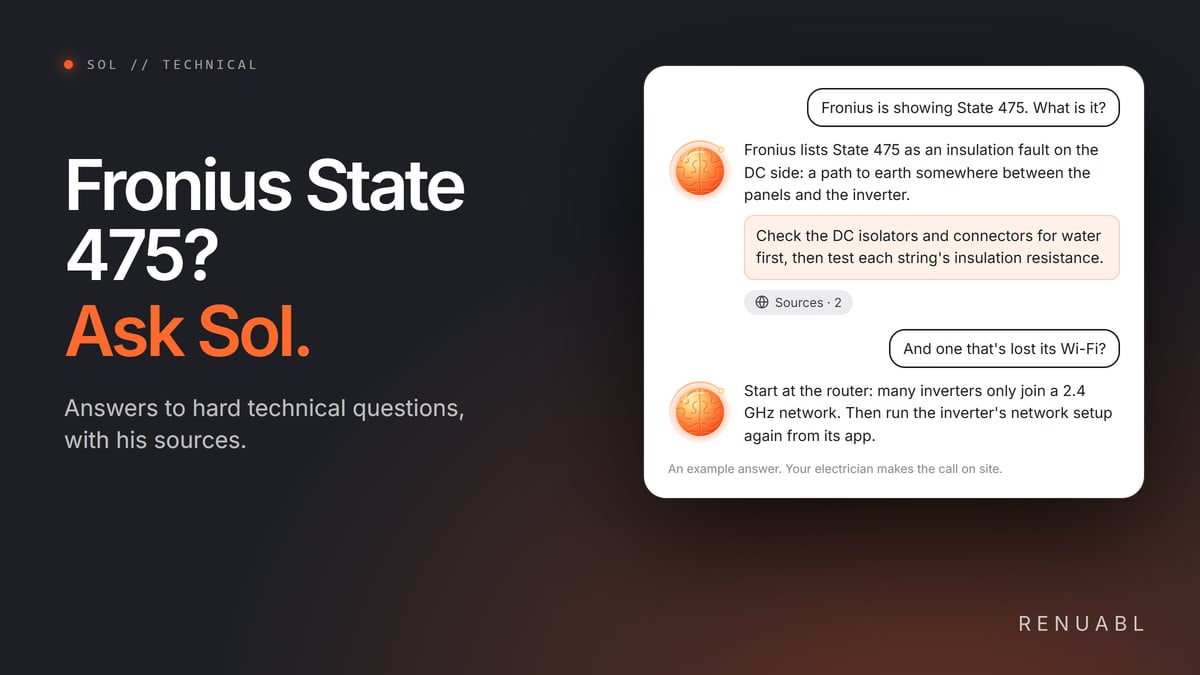 SOL // TECHNICAL
Fronius State
475?
Ask Sol.
Answers to hard technical questions,
with his sources.
Fronius is showing State 475. What is it?
Fronius lists State 475 as an insulation fault on the
DC side: a path to earth somewhere between the
panels and the inverter.
Check the DC isolators and connectors for water
first, then test each string's insulation resistance.
Sources · 2
And one that's lost its Wi-Fi?
Start at the router: many inverters only join a 2.4
GHz network. Then run the inverter's network setup
again from its app.
An example answer. Your electrician makes the call on site.
RENUABL